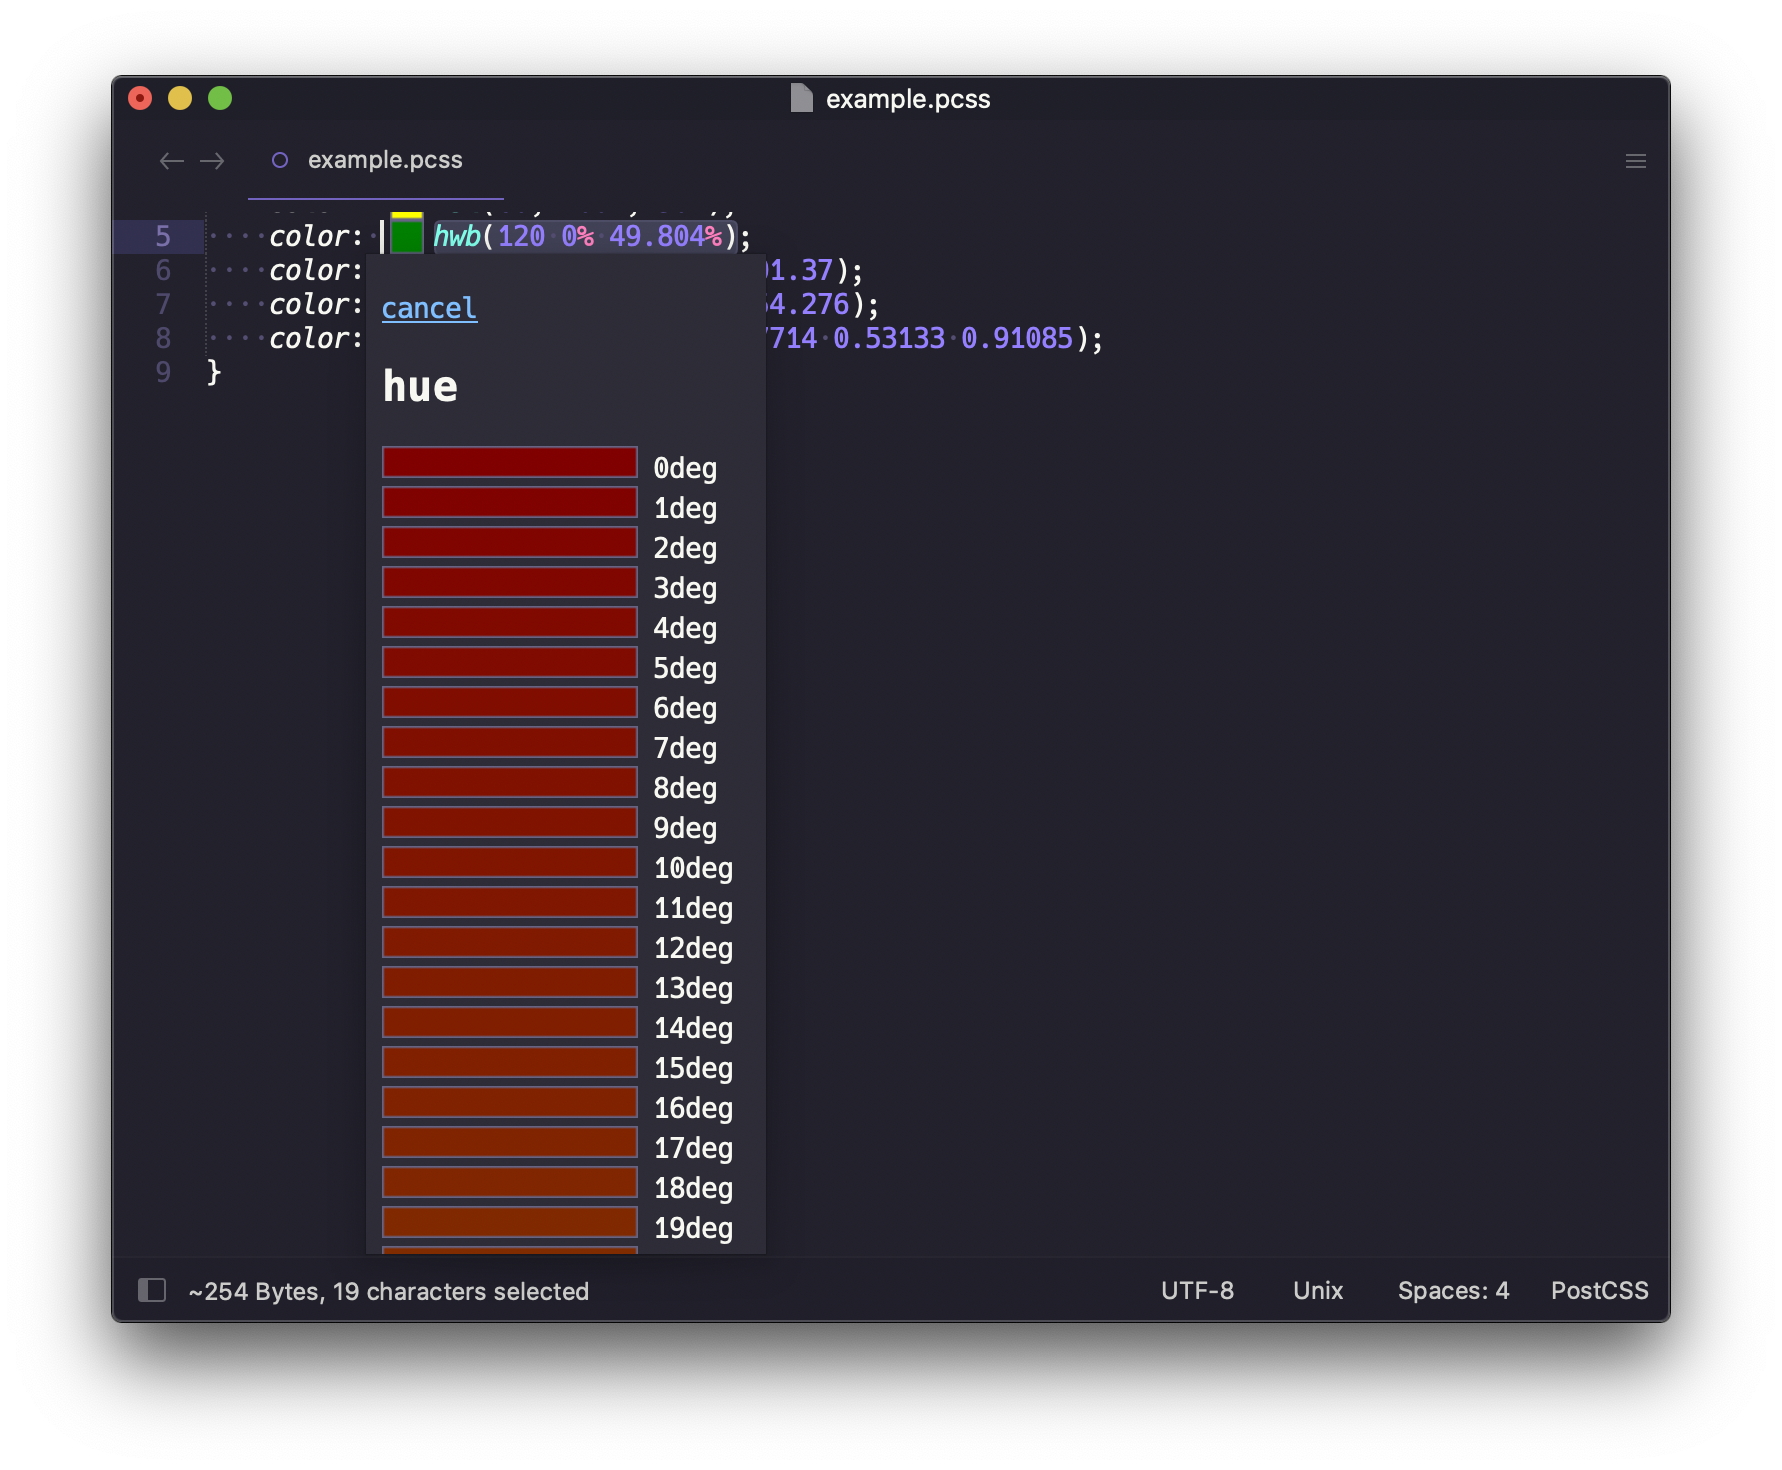 example.pcss
example.pcss
5 color: hwb(120 0% 49.804%);
6 color: 1.37);
7 color: 4.276);
8 color: 714 0.53133 0.91085);
9 }
cancel
hue
0deg
1deg
2deg
3deg
4deg
5deg
6deg
7deg
8deg
9deg
10deg
11deg
12deg
13deg
14deg
15deg
16deg
17deg
18deg
19deg
~254 Bytes, 19 characters selected
UTF-8 Unix Spaces: 4 PostCSS